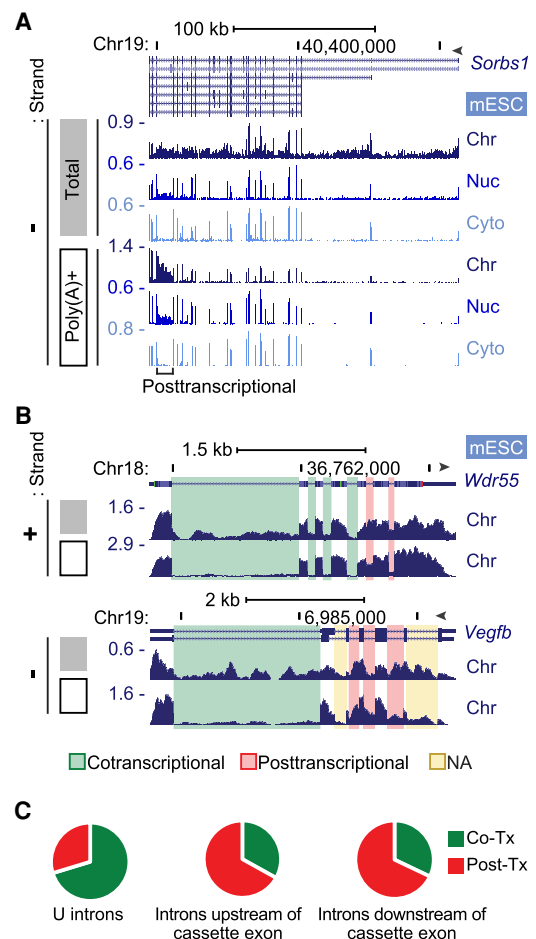 A
100 kb
Chr19:
40,400,000
Sorbs1
: Strand
mESC
-
Total
0.9 -
Chr
0.6 -
Nuc
0.6 -
Cyto
Poly(A)+
1.4 -
Chr
0.6 -
Nuc
0.8 -
Cyto
Posttranscriptional
B
1.5 kb
mESC
Chr18:
36,762,000
Wdr55
: Strand
+
1.6 -
Chr
2.9 -
Chr
2 kb
Chr19:
6,985,000
Vegfb
-
0.6 -
Chr
1.6 -
Chr
Cotranscriptional Posttranscriptional NA
C
Co-Tx
Post-Tx
U introns
Introns upstream of
cassette exon
Introns downstream of
cassette exon